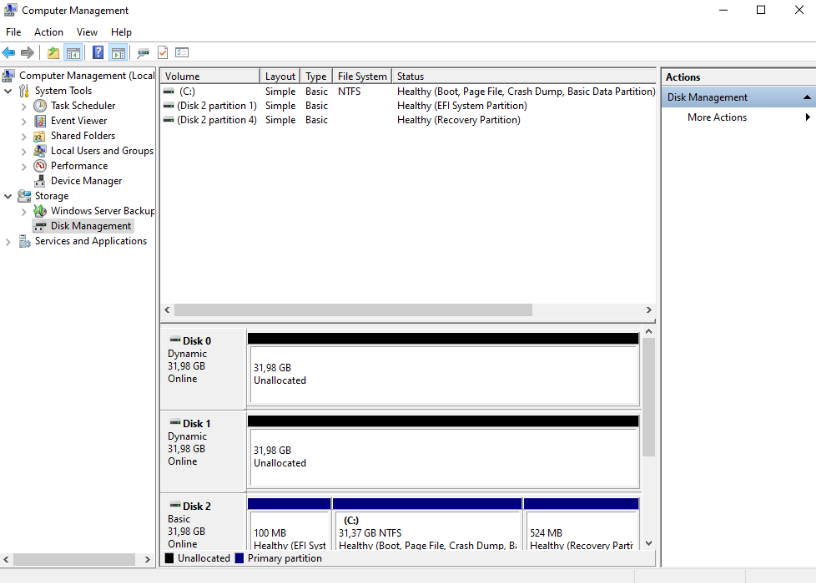 Computer Management
File Action View Help
Computer Management (Local
System Tools
Task Scheduler
Event Viewer
Shared Folders
Local Users and Groups
Performance
Device Manager
Storage
Windows Server Backup
Disk Management
Services and Applications
Volume Layout Type File System Status
(C:) Simple Basic NTFS Healthy (Boot, Page File, Crash Dump, Basic Data Partition)
(Disk 2 partition 1) Simple Basic Healthy (EFI System Partition)
(Disk 2 partition 4) Simple Basic Healthy (Recovery Partition)
Disk 0
Dynamic
31,98 GB
Online
31,98 GB
Unallocated
Disk 1
Dynamic
31,98 GB
Online
31,98 GB
Unallocated
Disk 2
Basic
31,98 GB
Online
100 MB
Healthy (EFI Syst
(C:)
31,37 GB NTFS
Healthy (Boot, Page File, Crash Dump, Ba
524 MB
Healthy (Recovery Parti
Unallocated Primary partition
Actions
Disk Management
More Actions